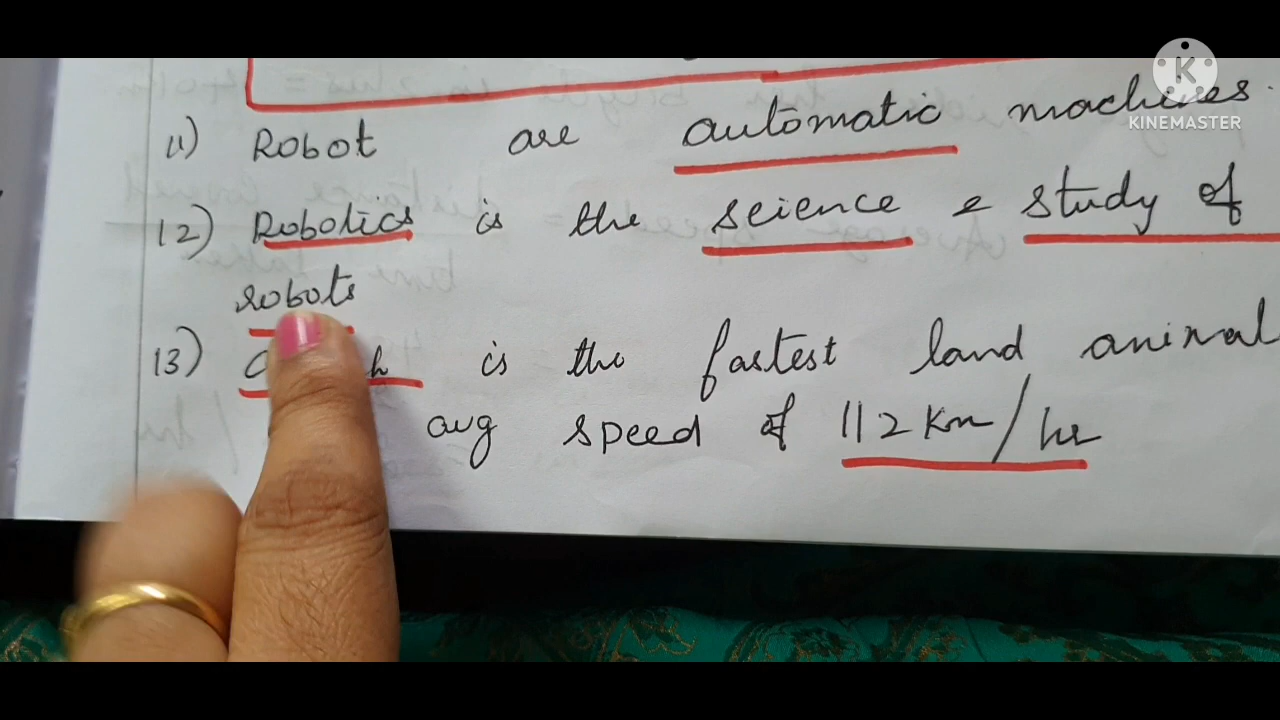 11) Robot are automatic machines.
12) Robotics is the science & study of
robots
13) is the fastest land animal
avg speed of 112 Km/hr
K
KINEMASTER